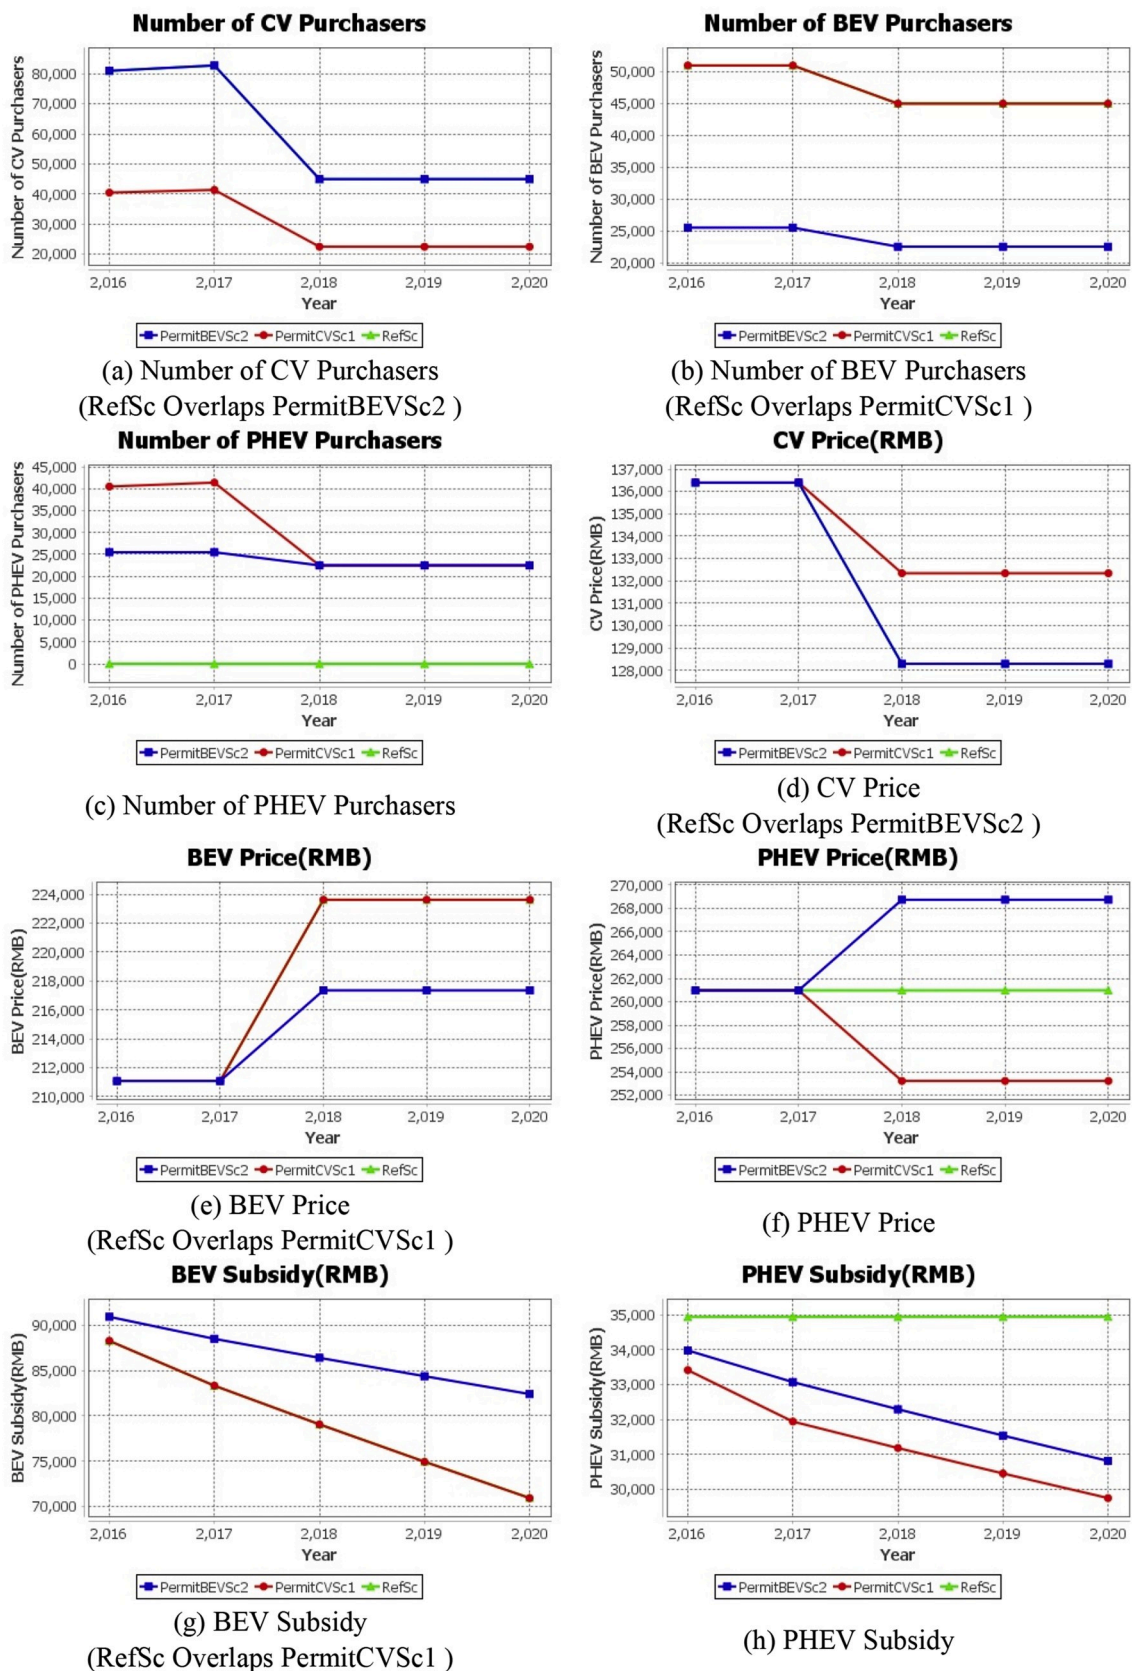 Number of CV Purchasers
Number of CV Purchasers
80,000
70,000
60,000
50,000
40,000
30,000
20,000
2,016 2,017 2,018 2,019 2,020
Year
PermitBEVSc2 PermitCVSc1 RefSc
(a) Number of CV Purchasers
(RefSc Overlaps PermitBEVSc2 )
Number of BEV Purchasers
Number of BEV Purchasers
50,000
45,000
40,000
35,000
30,000
25,000
20,000
2,016 2,017 2,018 2,019 2,020
Year
PermitBEVSc2 PermitCVSc1 RefSc
(b) Number of BEV Purchasers
(RefSc Overlaps PermitCVSc1 )
Number of PHEV Purchasers
Number of PHEV Purchasers
45,000
40,000
35,000
30,000
25,000
20,000
15,000
10,000
5,000
0
2,016 2,017 2,018 2,019 2,020
Year
PermitBEVSc2 PermitCVSc1 RefSc
(c) Number of PHEV Purchasers
CV Price(RMB)
CV Price(RMB)
137,000
136,000
135,000
134,000
133,000
132,000
131,000
130,000
129,000
128,000
2,016 2,017 2,018 2,019 2,020
Year
PermitBEVSc2 PermitCVSc1 RefSc
(d) CV Price
(RefSc Overlaps PermitBEVSc2 )
BEV Price(RMB)
BEV Price(RMB)
224,000
222,000
220,000
218,000
216,000
214,000
212,000
210,000
2,016 2,017 2,018 2,019 2,020
Year
PermitBEVSc2 PermitCVSc1 RefSc
(e) BEV Price
(RefSc Overlaps PermitCVSc1 )
PHEV Price(RMB)
PHEV Price(RMB)
270,000
268,000
266,000
264,000
262,000
260,000
258,000
256,000
254,000
252,000
2,016 2,017 2,018 2,019 2,020
Year
PermitBEVSc2 PermitCVSc1 RefSc
(f) PHEV Price
BEV Subsidy(RMB)
BEV Subsidy(RMB)
90,000
85,000
80,000
75,000
70,000
2,016 2,017 2,018 2,019 2,020
Year
PermitBEVSc2 PermitCVSc1 RefSc
(g) BEV Subsidy
(RefSc Overlaps PermitCVSc1 )
PHEV Subsidy(RMB)
PHEV Subsidy(RMB)
35,000
34,000
33,000
32,000
31,000
30,000
2,016 2,017 2,018 2,019 2,020
Year
PermitBEVSc2 PermitCVSc1 RefSc
(h) PHEV Subsidy